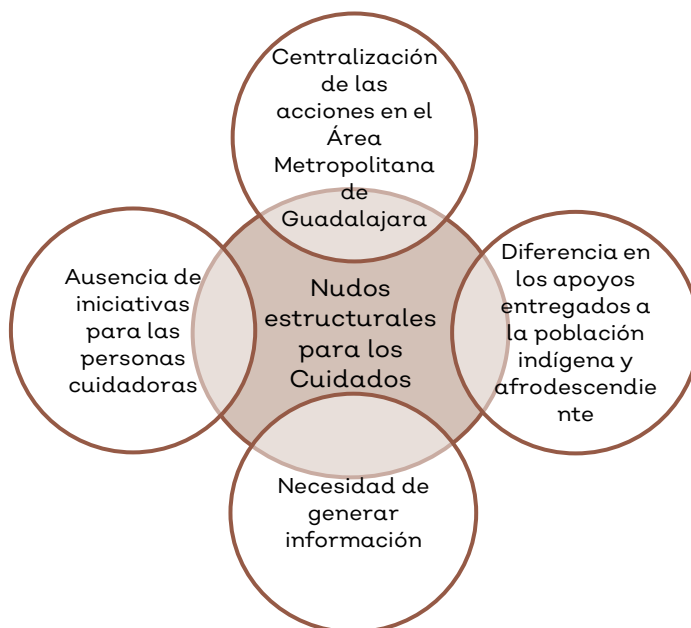 Centralización
de las
acciones en el
Área
Metropolitana
de
Guadalajara
Ausencia de
iniciativas
para las
personas
cuidadoras
Nudos
estructurales
para los
Cuidados
Diferencia en
los apoyos
entregados a
la población
indígena y
afrodescendie
nte
Necesidad de
generar
información